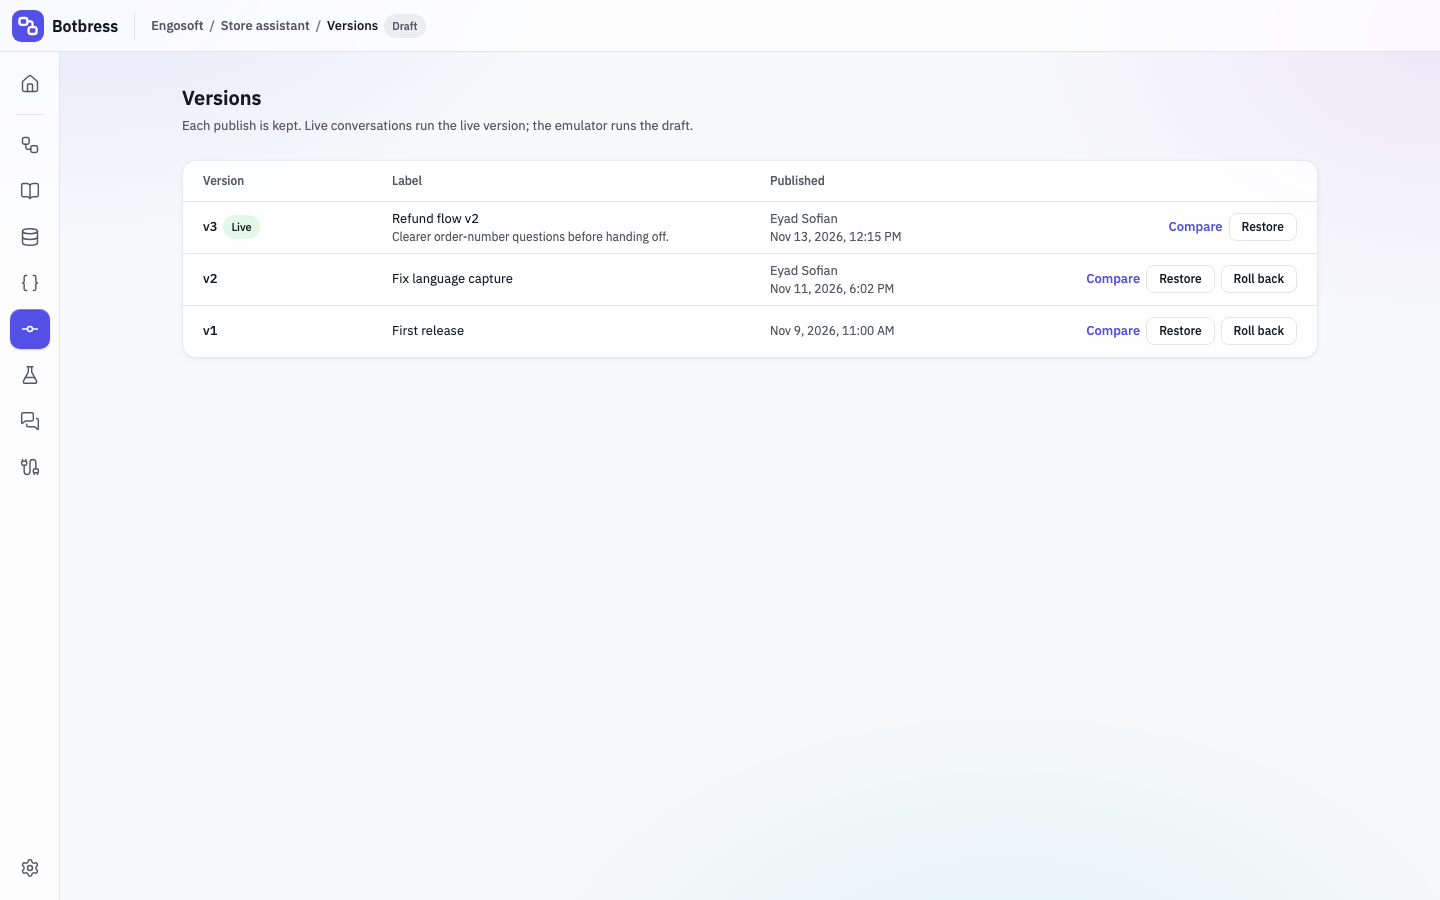 Botbress
Engosoft / Store assistant / Versions Draft
Versions
Each publish is kept. Live conversations run the live version; the emulator runs the draft.
Version Label Published
v3 Live Refund flow v2 Eyad Sofian Compare Restore
Clearer order-number questions before handing off. Nov 13, 2026, 12:15 PM
v2 Fix language capture Eyad Sofian Compare Restore Roll back
Nov 11, 2026, 6:02 PM
v1 First release Nov 9, 2026, 11:00 AM Compare Restore Roll back